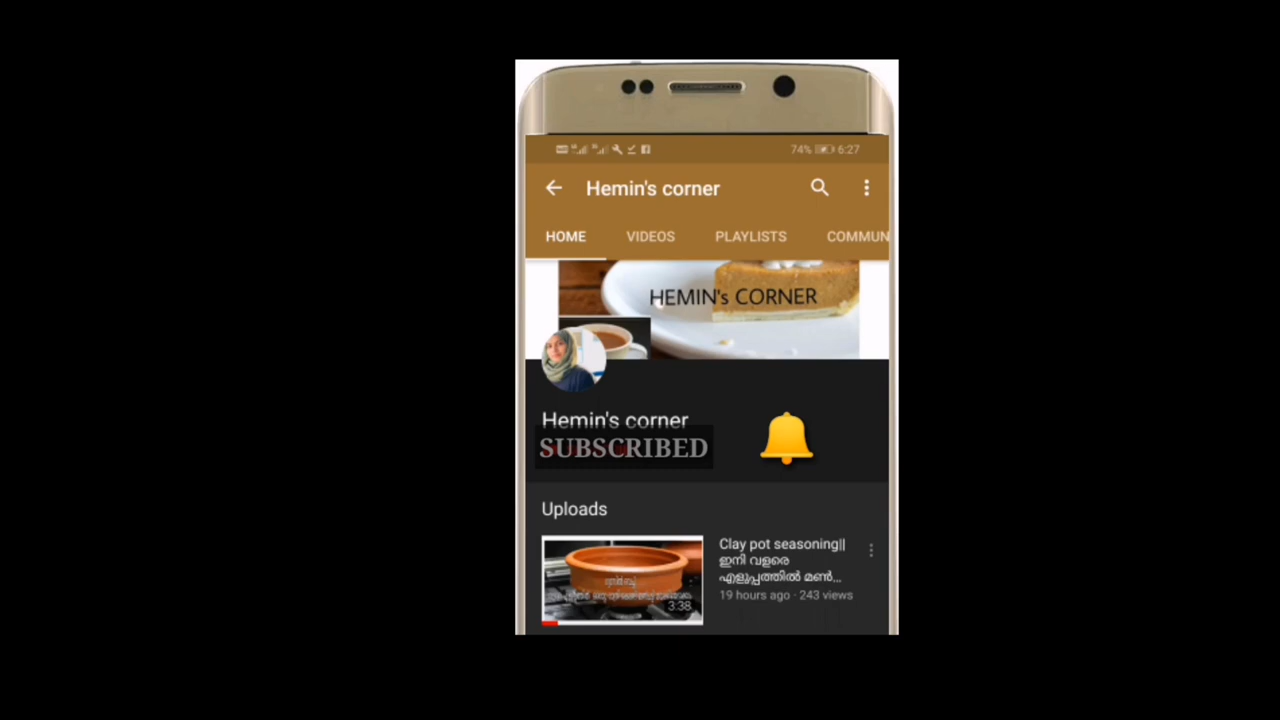 74% 6:27
Hemin's corner
HOME VIDEOS PLAYLISTS COMMUN
HEMIN's CORNER
Hemin's corner
SUBSCRIBED
Uploads
Clay pot seasoning||
ഇനി വളരെ
എളുപ്പത്തിൽ മൺ...
19 hours ago · 243 views
3:38